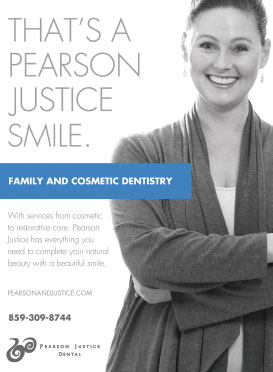 THAT'S A
PEARSON
JUSTICE
SMILE.
FAMILY AND COSMETIC DENTISTRY
With services from cosmetic
to restorative care, Pearson
Justice has everything you
need to complete your natural
beauty with a beautiful smile.
PEARSONANDJUSTICE.COM
859-309-8744
PEARSON JUSTICE
DENTAL